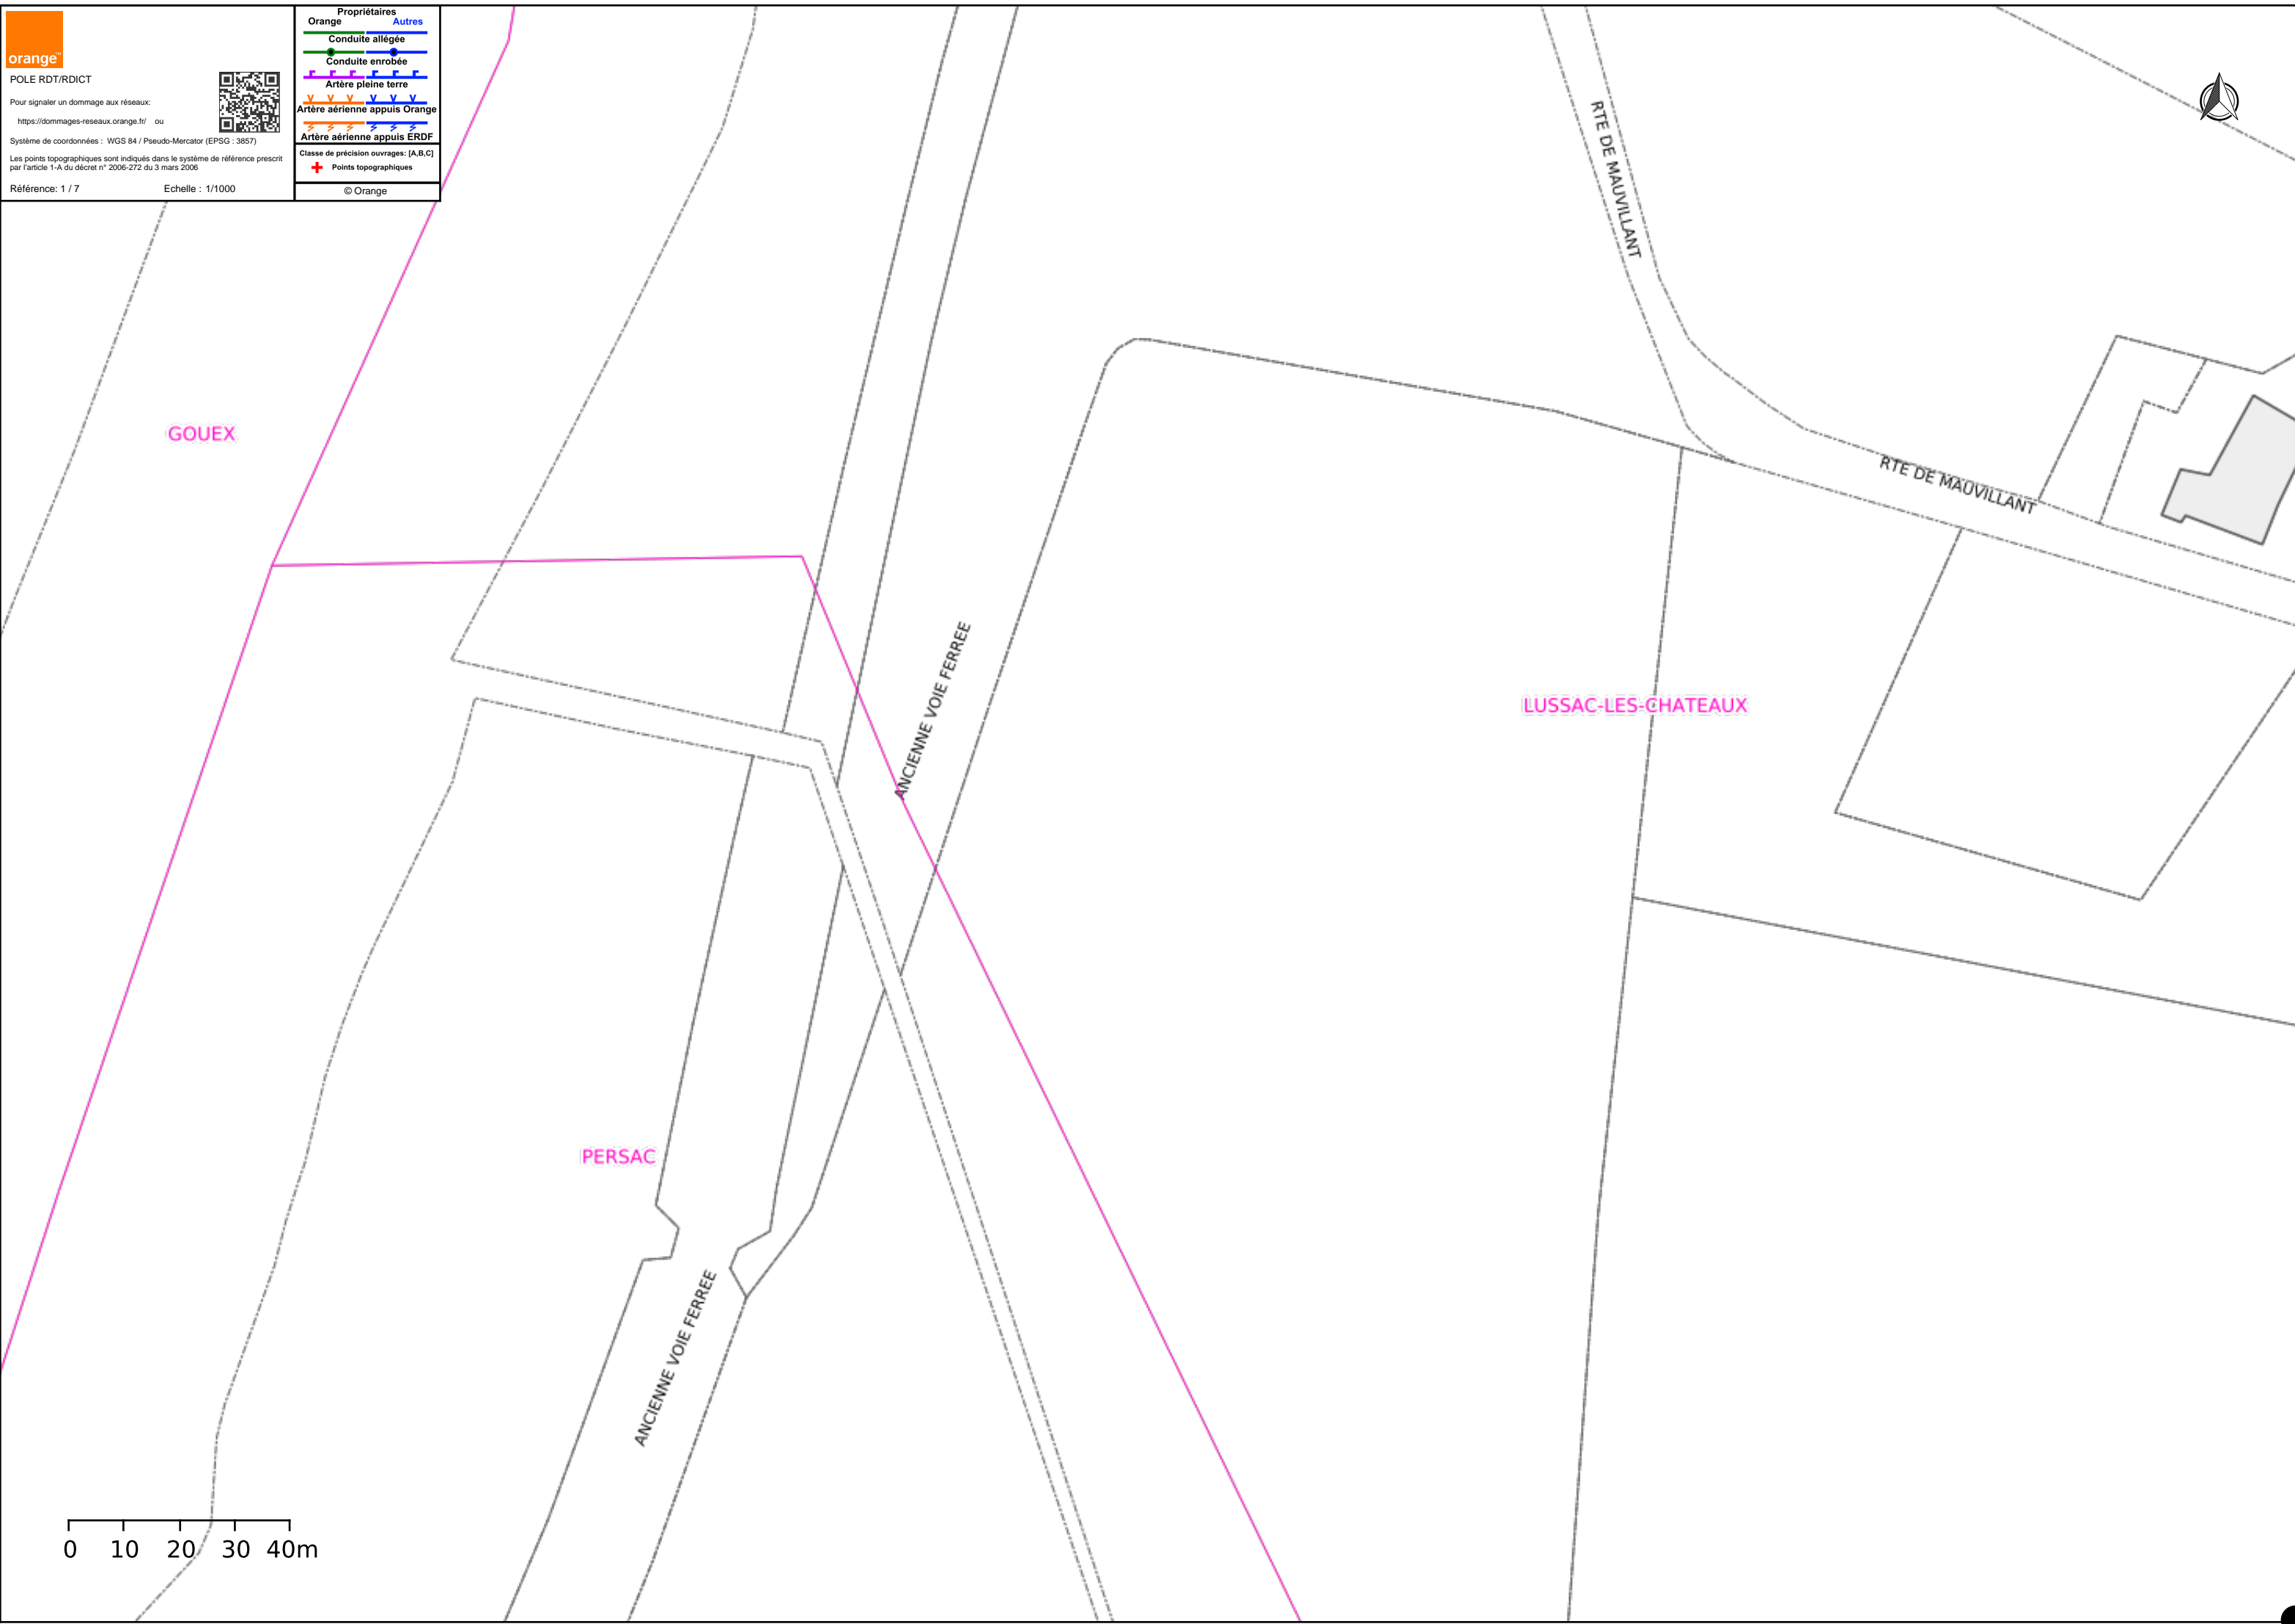 orange™
POLE RDT/RDICT
Pour signaler un dommage aux réseaux:
https://dommages-reseaux.orange.fr/ ou
Système de coordonnées : WGS 84 / Pseudo-Mercator (EPSG : 3857)
Les points topographiques sont indiqués dans le système de référence prescrit
par l'article 1-A du décret n° 2006-272 du 3 mars 2006
Référence: 1 / 7 Echelle : 1/1000
Propriétaires
Orange Autres
Conduite allégée
Conduite enrobée
Artère pleine terre
Artère aérienne appuis Orange
Artère aérienne appuis ERDF
Classe de précision ouvrages: [A,B,C]
Points topographiques
© Orange
RTE DE MAUVILLANT
GOUEX
RTE DE MAUVILLANT
ANCIENNE VOIE FERREE
LUSSAC-LES-CHATEAUX
PERSAC
ANCIENNE VOIE FERREE
0 10 20 30 40m